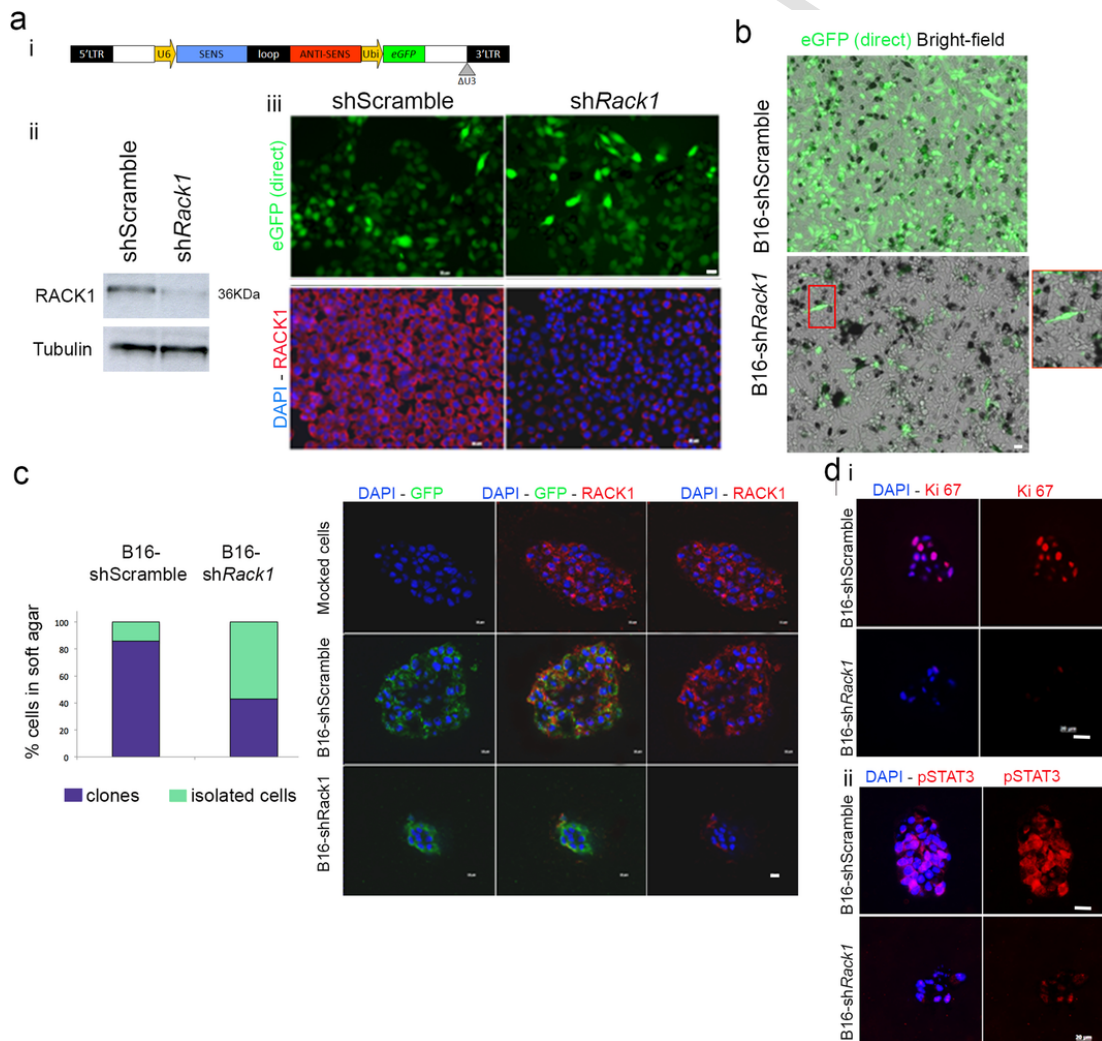 a
i
5'LTR U6 SENS loop ANTI-SENS Ubi eGFP 3'LTR
ΔU3
ii
shScramble
shRack1
RACK1
36KDa
Tubulin
iii
shScramble shRack1
eGFP (direct)
DAPI - RACK1
b
eGFP (direct) Bright-field
B16-shScramble
B16-shRack1
c
B16-shScramble
B16-shRack1
% cells in soft agar
100
80
60
40
20
0
clones isolated cells
DAPI - GFP DAPI - GFP - RACK1 DAPI - RACK1
Mocked cells
B16-shScramble
B16-shRack1
d
i
DAPI - Ki 67 Ki 67
B16-shScramble
B16-shRack1
20 µm
ii
DAPI - pSTAT3 pSTAT3
B16-shScramble
B16-shRack1
20 µm